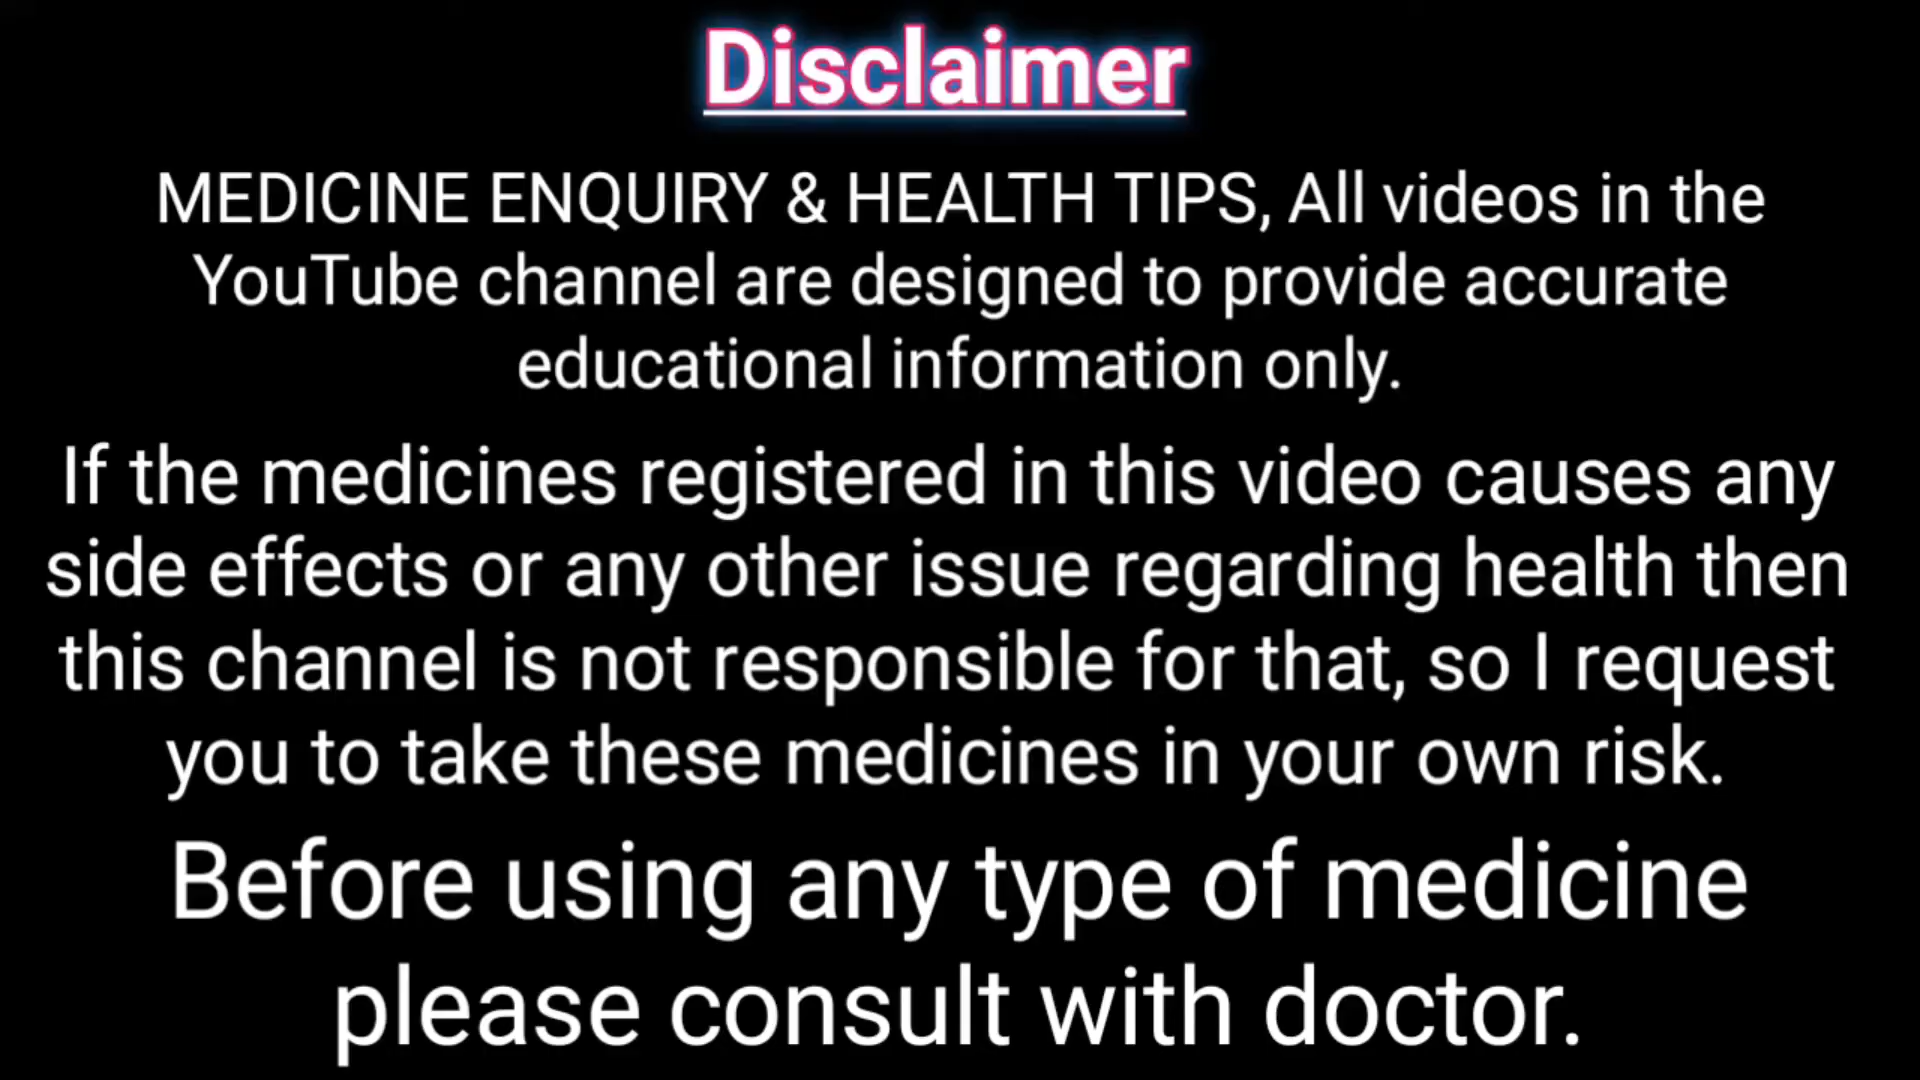 Disclaimer
MEDICINE ENQUIRY & HEALTH TIPS, All videos in the
YouTube channel are designed to provide accurate
educational information only.
If the medicines registered in this video causes any
side effects or any other issue regarding health then
this channel is not responsible for that, so I request
you to take these medicines in your own risk.
Before using any type of medicine
please consult with doctor.